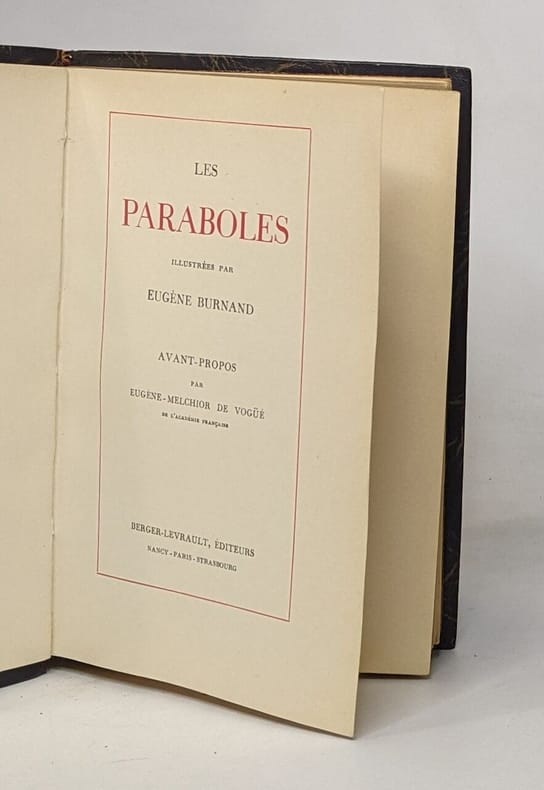 LES
PARABOLES
ILLUSTRÉES PAR
EUGÈNE BURNAND
AVANT-PROPOS
PAR
EUGÈNE-MELCHIOR DE VOGÜÉ
DE L'ACADÉMIE FRANÇAISE
BERGER-LEVRAULT, ÉDITEURS
NANCY-PARIS-STRASBOURG